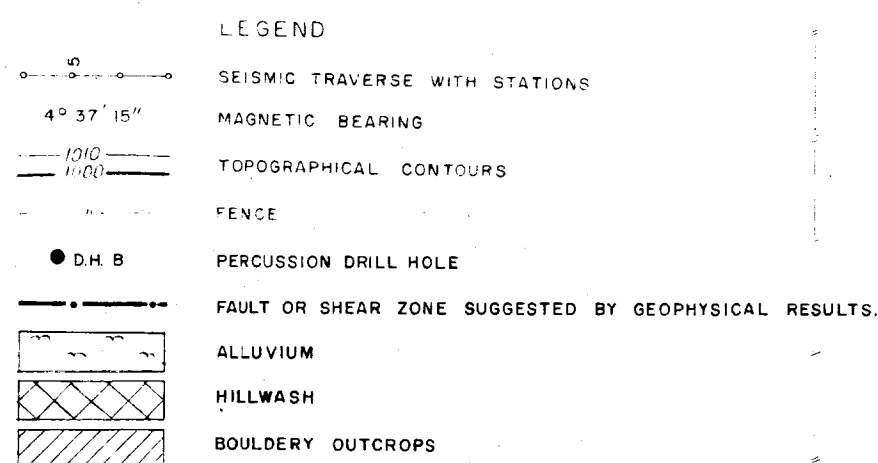 LEGEND
5
SEISMIC TRAVERSE WITH STATIONS
4° 37' 15" MAGNETIC BEARING
1010
1000
TOPOGRAPHICAL CONTOURS
FENCE
D.H. B PERCUSSION DRILL HOLE
FAULT OR SHEAR ZONE SUGGESTED BY GEOPHYSICAL RESULTS.
ALLUVIUM
HILLWASH
BOULDERY OUTCROPS